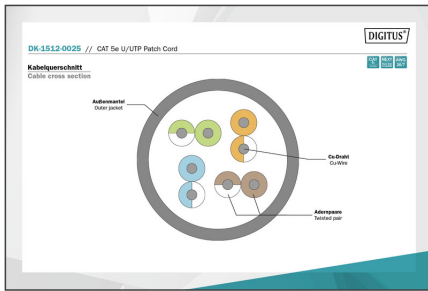 DIGITUS®
DK-1512-0025 // CAT 5e U/UTP Patch Cord
Kabelquerschnitt
Cable cross section
Außenmantel
Outer jacket
Cu-Draht
Cu-Wire
Adernpaare
Twisted pair